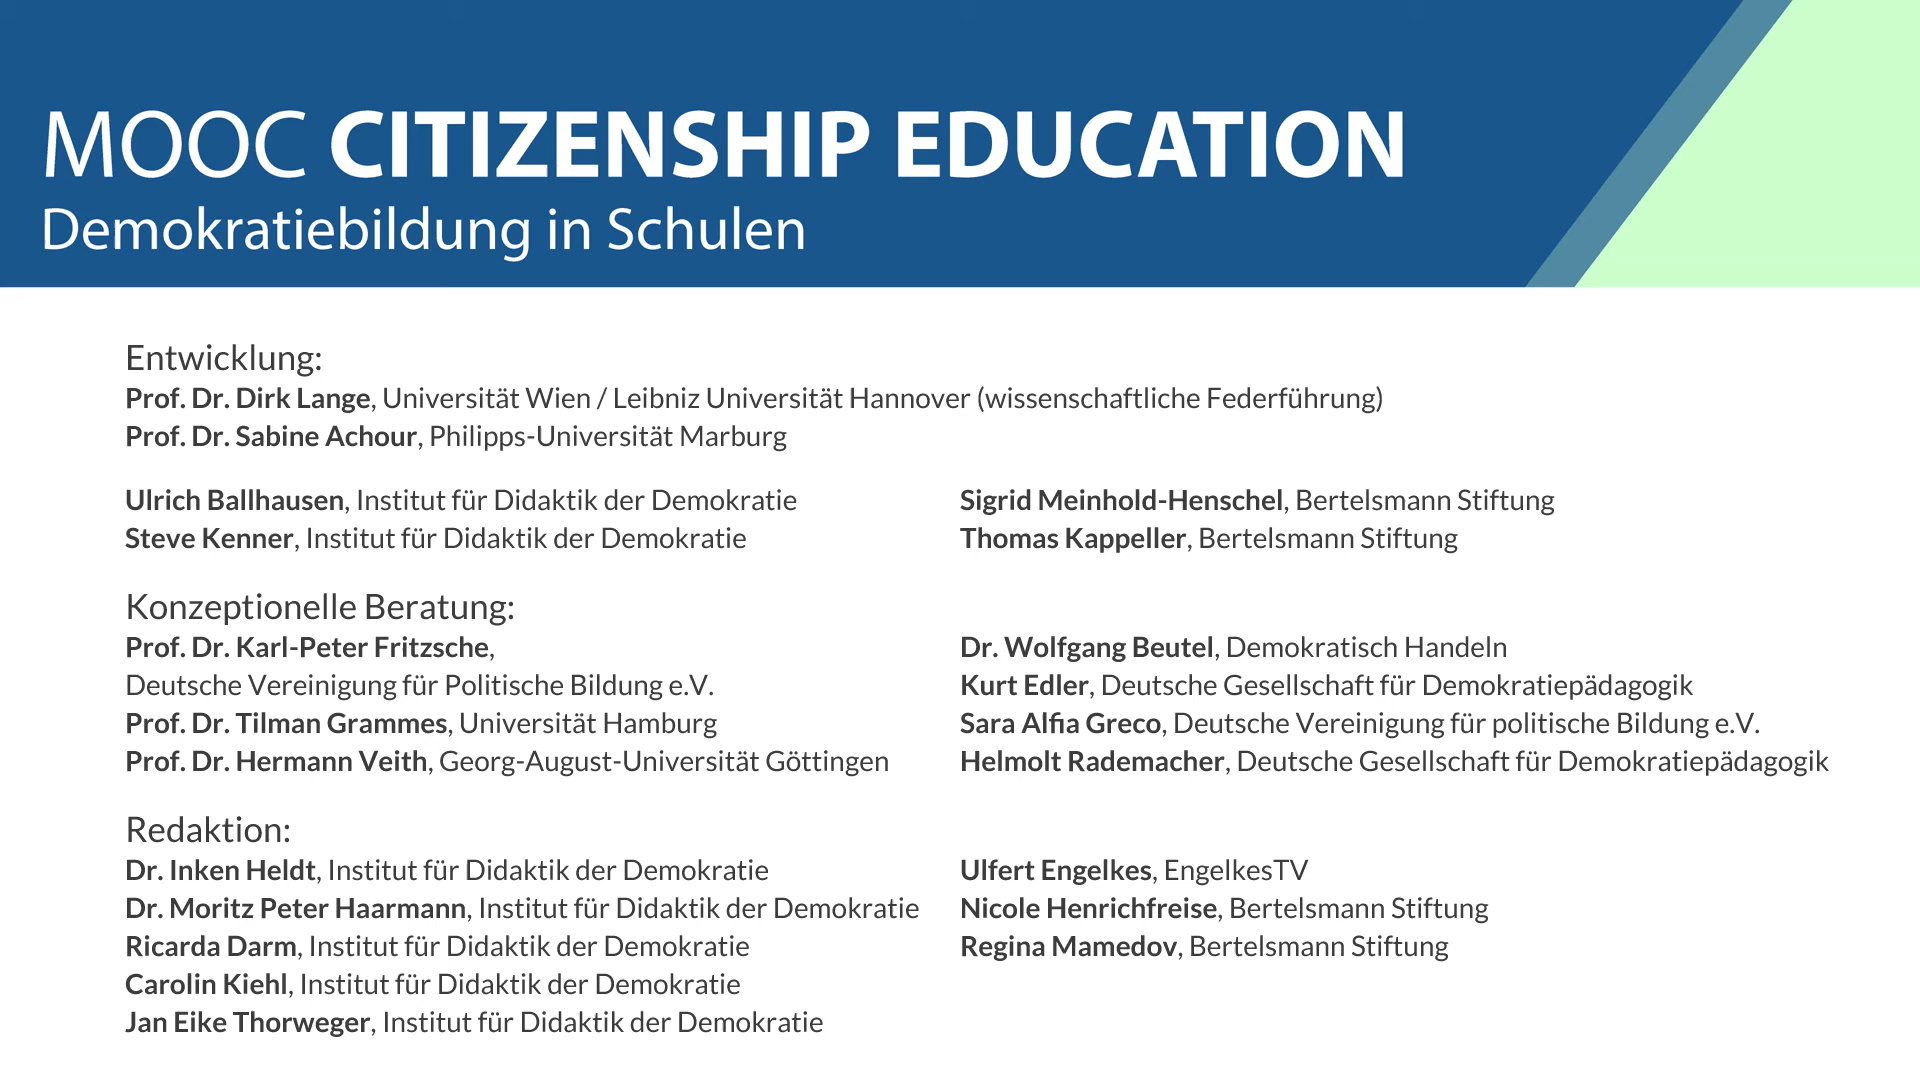 MOOC CITIZENSHIP EDUCATION
Demokratiebildung in Schulen
Entwicklung:
Prof. Dr. Dirk Lange, Universität Wien / Leibniz Universität Hannover (wissenschaftliche Federführung)
Prof. Dr. Sabine Achour, Philipps-Universität Marburg
Ulrich Ballhausen, Institut für Didaktik der Demokratie
Steve Kenner, Institut für Didaktik der Demokratie
Sigrid Meinhold-Henschel, Bertelsmann Stiftung
Thomas Kappeller, Bertelsmann Stiftung
Konzeptionelle Beratung:
Prof. Dr. Karl-Peter Fritzsche,
Deutsche Vereinigung für Politische Bildung e.V.
Prof. Dr. Tilman Grammes, Universität Hamburg
Prof. Dr. Hermann Veith, Georg-August-Universität Göttingen
Dr. Wolfgang Beutel, Demokratisch Handeln
Kurt Edler, Deutsche Gesellschaft für Demokratiepädagogik
Sara Alfia Greco, Deutsche Vereinigung für politische Bildung e.V.
Helmolt Rademacher, Deutsche Gesellschaft für Demokratiepädagogik
Redaktion:
Dr. Inken Heldt, Institut für Didaktik der Demokratie
Dr. Moritz Peter Haarmann, Institut für Didaktik der Demokratie
Ricarda Darm, Institut für Didaktik der Demokratie
Carolin Kiehl, Institut für Didaktik der Demokratie
Jan Eike Thorweger, Institut für Didaktik der Demokratie
Ulfert Engelkes, EngelkesTV
Nicole Henrichfreise, Bertelsmann Stiftung
Regina Mamedov, Bertelsmann Stiftung